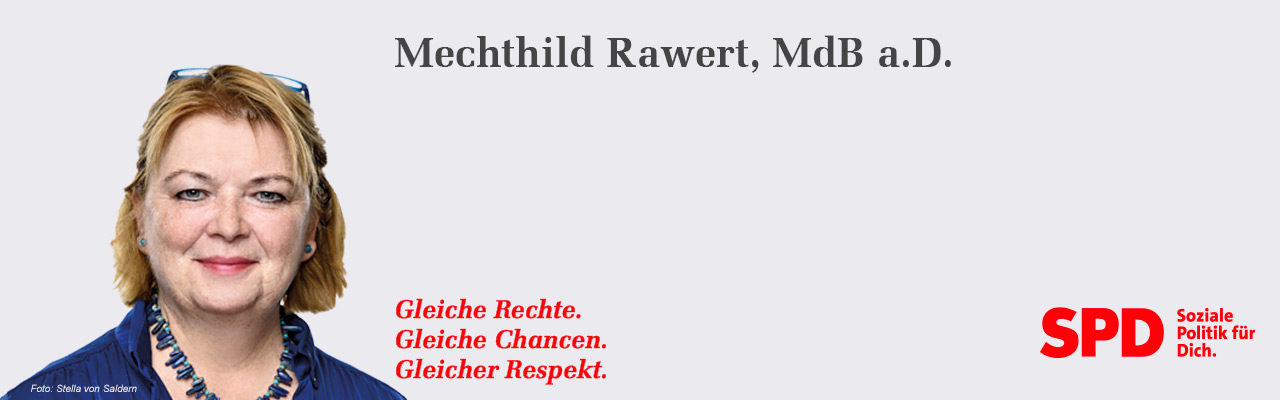 Mechthild Rawert, MdB a.D.
Gleiche Rechte.
Gleiche Chancen.
Gleicher Respekt.
SPD
Soziale
Politik für
Dich.
Foto: Stella von Saldern